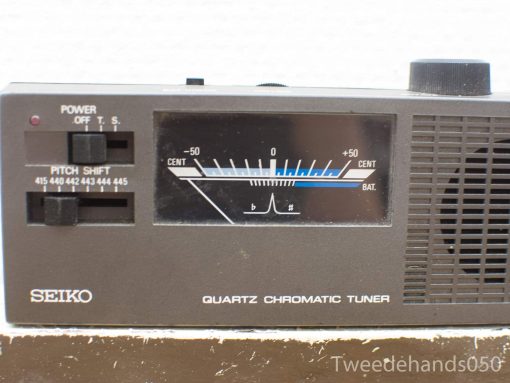 POWER
.OFF T. S.
PITCH SHIFT
415 440 442 443 444 445
-50 0 +50
CENT CENT
BAT.
♭ #
SEIKO
QUARTZ CHROMATIC TUNER
Tweedehands050